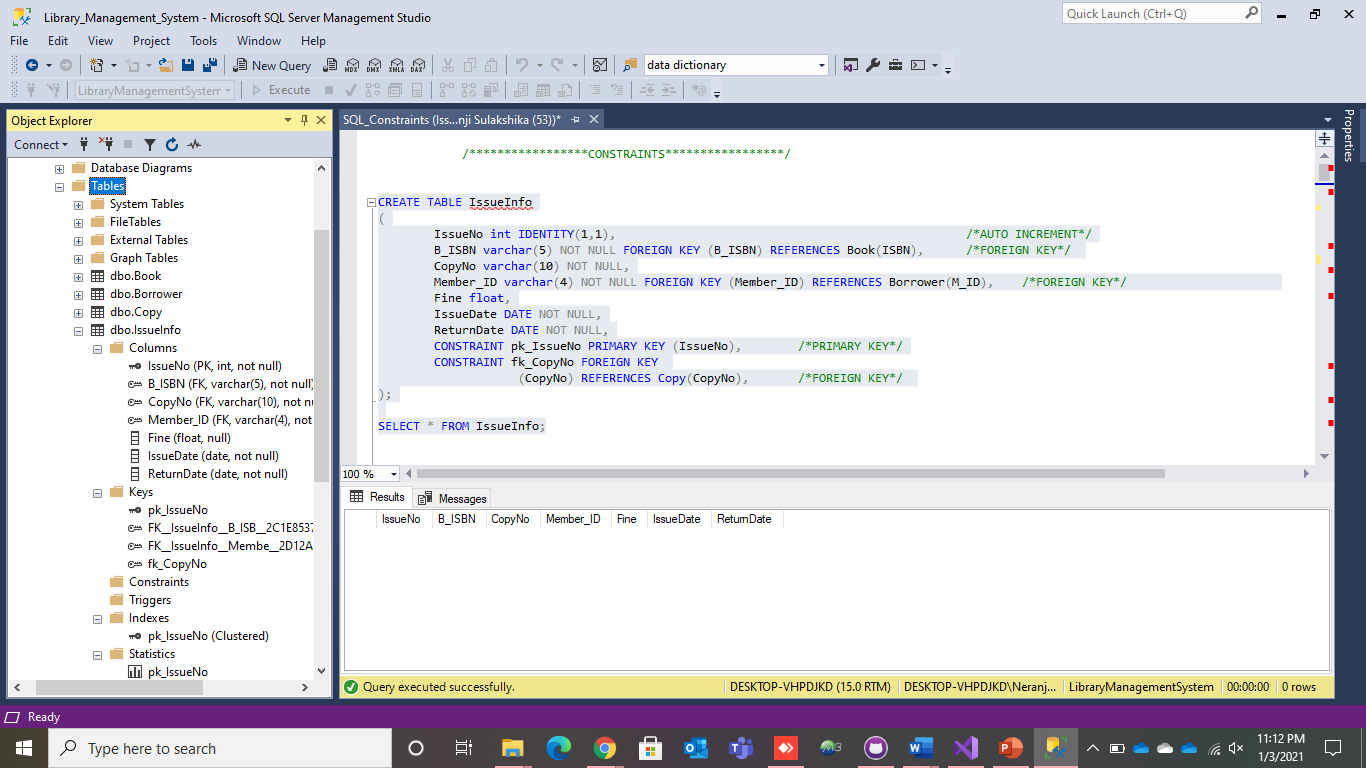 Library_Management_System - Microsoft SQL Server Management Studio
Quick Launch (Ctrl+Q)
File Edit View Project Tools Window Help
New Query
MDX DMX XMLA DAX
data dictionary
LibraryManagementSystem
Execute
Object Explorer
Connect
Database Diagrams
Tables
System Tables
FileTables
External Tables
Graph Tables
dbo.Book
dbo.Borrower
dbo.Copy
dbo.IssueInfo
Columns
IssueNo (PK, int, not null)
B_ISBN (FK, varchar(5), not null)
CopyNo (FK, varchar(10), not nu
Member_ID (FK, varchar(4), not
Fine (float, null)
IssueDate (date, not null)
ReturnDate (date, not null)
Keys
pk_IssueNo
FK__IssueInfo__B_ISB__2C1E8537
FK__IssueInfo__Membe__2D12A
fk_CopyNo
Constraints
Triggers
Indexes
pk_IssueNo (Clustered)
Statistics
pk_IssueNo
SQL_Constraints (Iss...nji Sulakshika (53))*
Properties
/*****************CONSTRAINTS*****************/
CREATE TABLE IssueInfo
(
IssueNo int IDENTITY(1,1), /*AUTO INCREMENT*/
B_ISBN varchar(5) NOT NULL FOREIGN KEY (B_ISBN) REFERENCES Book(ISBN), /*FOREIGN KEY*/
CopyNo varchar(10) NOT NULL,
Member_ID varchar(4) NOT NULL FOREIGN KEY (Member_ID) REFERENCES Borrower(M_ID), /*FOREIGN KEY*/
Fine float,
IssueDate DATE NOT NULL,
ReturnDate DATE NOT NULL,
CONSTRAINT pk_IssueNo PRIMARY KEY (IssueNo), /*PRIMARY KEY*/
CONSTRAINT fk_CopyNo FOREIGN KEY
(CopyNo) REFERENCES Copy(CopyNo), /*FOREIGN KEY*/
);
SELECT * FROM IssueInfo;
100 %
Results Messages
IssueNo B_ISBN CopyNo Member_ID Fine IssueDate ReturnDate
Query executed successfully.
DESKTOP-VHPDJKD (15.0 RTM) DESKTOP-VHPDJKD\Neranj... LibraryManagementSystem 00:00:00 0 rows
Ready
Type here to search
11:12 PM
1/3/2021